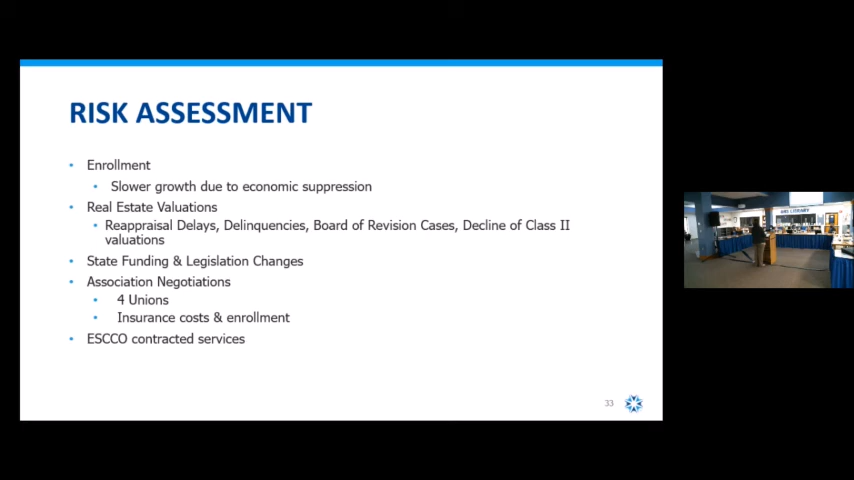 RISK ASSESSMENT
• Enrollment
• Slower growth due to economic suppression
• Real Estate Valuations
• Reappraisal Delays, Delinquencies, Board of Revision Cases, Decline of Class II
valuations
• State Funding & Legislation Changes
• Association Negotiations
• 4 Unions
• Insurance costs & enrollment
• ESCCO contracted services
33
LIBRARY